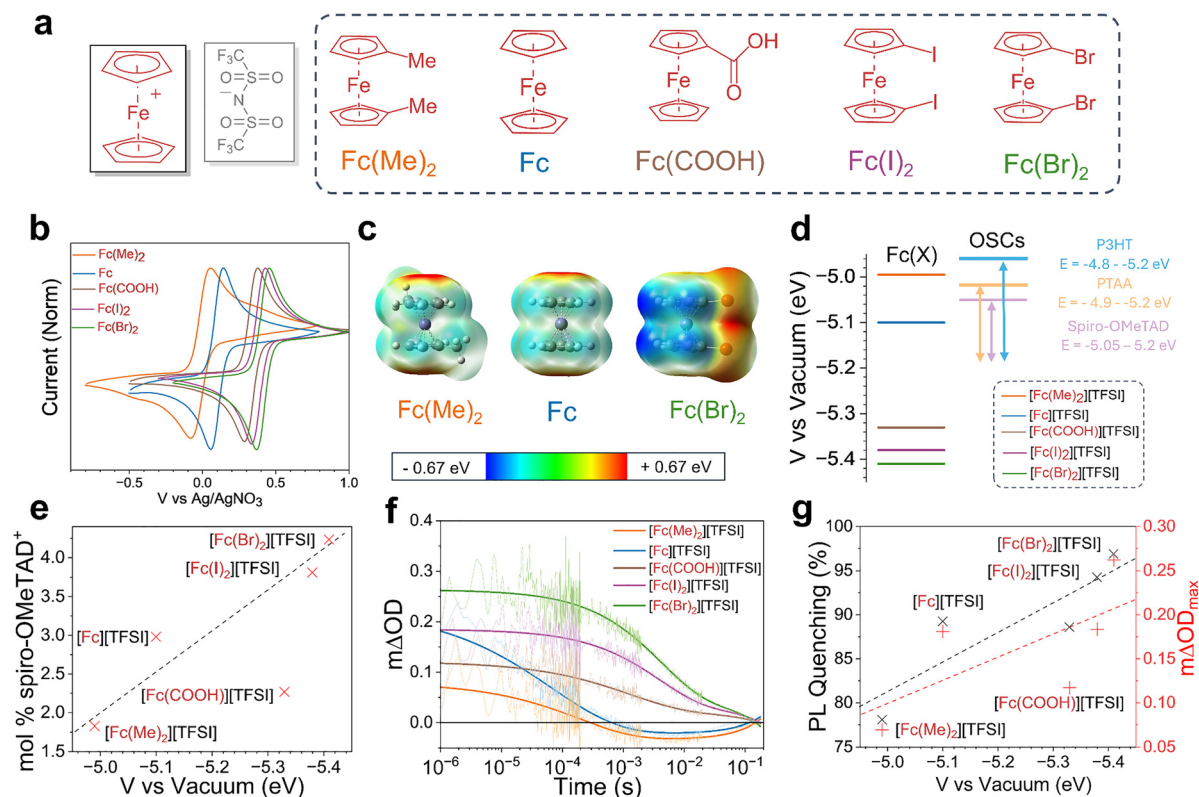 a
Fe
+
F₃C
O
S
O
—
N
O
S
O
F₃C
Me
Fe
Me
Fc(Me)₂
Fe
Fc
OH
O
Fe
Fc(COOH)
I
Fe
I
Fc(I)₂
Br
Fe
Br
Fc(Br)₂
b
Fc(Me)₂
Fc
Fc(COOH)
Fc(I)₂
Fc(Br)₂
Current (Norm)
−0.5 0.0 0.5 1.0
V vs Ag/AgNO₃
c
Fc(Me)₂ Fc Fc(Br)₂
- 0.67 eV + 0.67 eV
d
Fc(X) OSCs
P3HT
E = -4.8 - -5.2 eV
PTAA
E = - 4.9 - -5.2 eV
Spiro-OMeTAD
E = -5.05 – 5.2 eV
V vs Vacuum (eV)
−5.0
−5.1
−5.2
−5.3
−5.4
[Fc(Me)₂][TFSI]
[Fc][TFSI]
[Fc(COOH)][TFSI]
[Fc(I)₂][TFSI]
[Fc(Br)₂][TFSI]
e
mol % spiro-OMeTAD⁺
4.0
3.5
3.0
2.5
2.0
1.5
[Fc(Br)₂][TFSI]
[Fc(I)₂][TFSI]
[Fc][TFSI]
[Fc(COOH)][TFSI]
[Fc(Me)₂][TFSI]
−5.0 −5.1 −5.2 −5.3 −5.4
V vs Vacuum (eV)
f
mΔOD
0.4
0.3
0.2
0.1
0.0
[Fc(Me)₂][TFSI]
[Fc][TFSI]
[Fc(COOH)][TFSI]
[Fc(I)₂][TFSI]
[Fc(Br)₂][TFSI]
10⁻⁶ 10⁻⁵ 10⁻⁴ 10⁻³ 10⁻² 10⁻¹
Time (s)
g
PL Quenching (%)
100
95
90
85
80
75
[Fc(Br)₂][TFSI]
[Fc(I)₂][TFSI]
[Fc][TFSI]
[Fc(COOH)][TFSI]
[Fc(Me)₂][TFSI]
0.30
0.25
0.20
0.15
0.10
0.05
mΔODmax
−5.0 −5.1 −5.2 −5.3 −5.4
V vs Vacuum (eV)